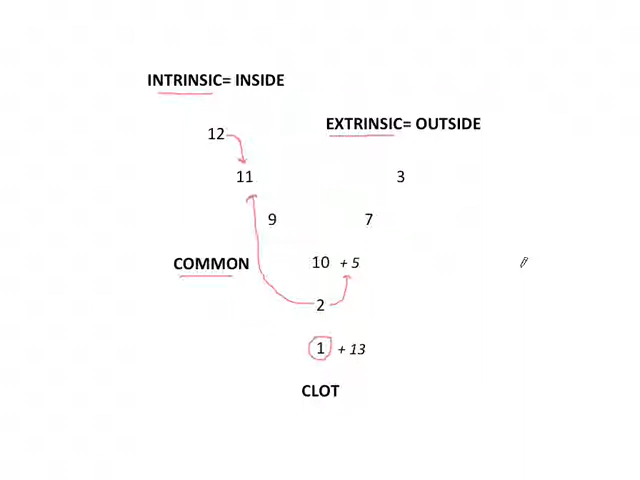 INTRINSIC= INSIDE
EXTRINSIC= OUTSIDE
12
11
3
9
7
COMMON
10 + 5
2
1 + 13
CLOT